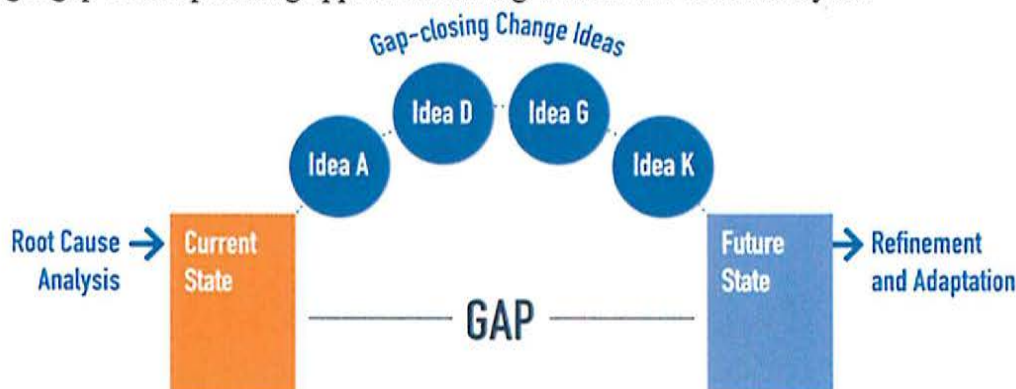 Gap-closing Change Ideas
Idea A
Idea D
Idea G
Idea K
Root Cause
Analysis
Current
State
GAP
Future
State
Refinement
and Adaptation